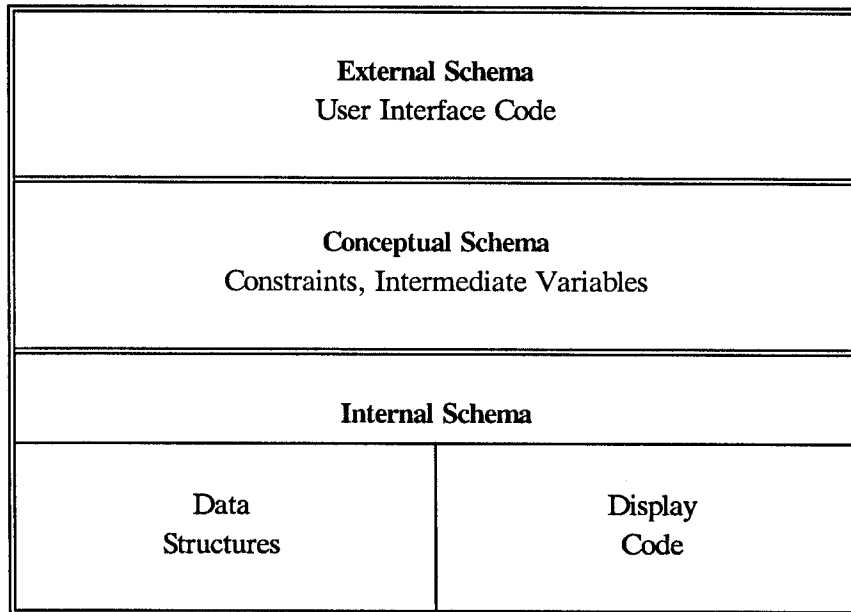 External Schema
User Interface Code
Conceptual Schema
Constraints, Intermediate Variables
Internal Schema
Data
Structures
Display
Code